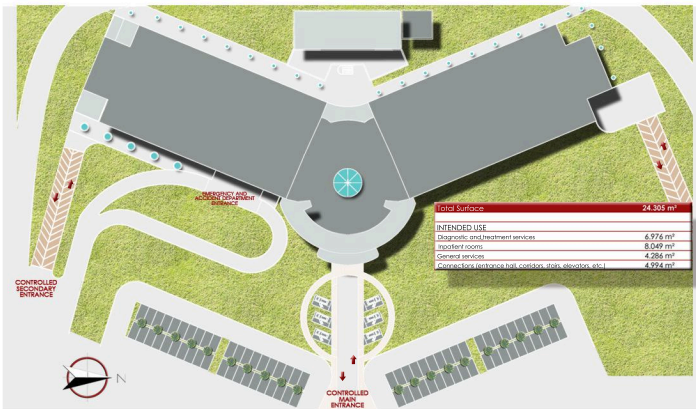 EMERGENCY AND
ACCIDENT DEPARTMENT
ENTRANCE
Total Surface 24.305 m²
INTENDED USE
Diagnostic and treatment services 6.976 m²
Inpatient rooms 8.049 m²
General services 4.286 m²
Connections (entrance hall, corridors, stairs, elevators, etc.) 4.994 m²
CONTROLLED
SECONDARY
ENTRANCE
N
CONTROLLED
MAIN
ENTRANCE